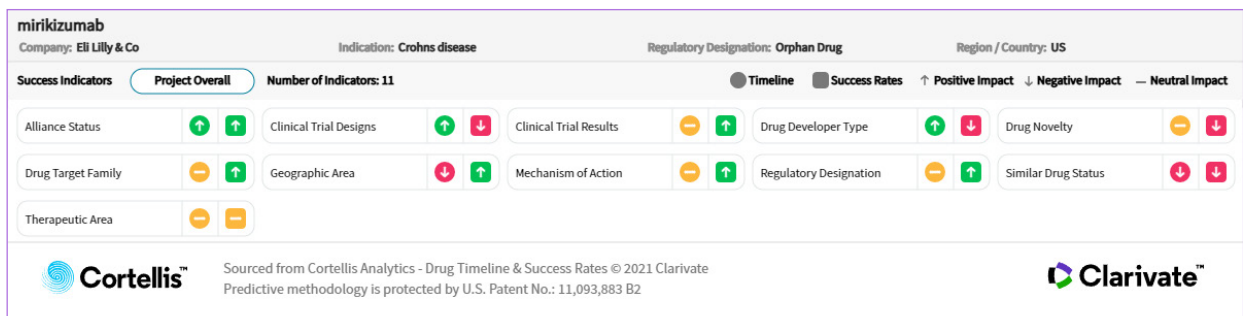 mirikizumab
Company: Eli Lilly & Co Indication: Crohns disease Regulatory Designation: Orphan Drug Region / Country: US
Success Indicators Project Overall Number of Indicators: 11 Timeline Success Rates ↑ Positive Impact ↓ Negative Impact — Neutral Impact
Alliance Status Clinical Trial Designs Clinical Trial Results Drug Developer Type Drug Novelty
Drug Target Family Geographic Area Mechanism of Action Regulatory Designation Similar Drug Status
Therapeutic Area
Cortellis™ Sourced from Cortellis Analytics - Drug Timeline & Success Rates © 2021 Clarivate Clarivate™
Predictive methodology is protected by U.S. Patent No.: 11,093,883 B2